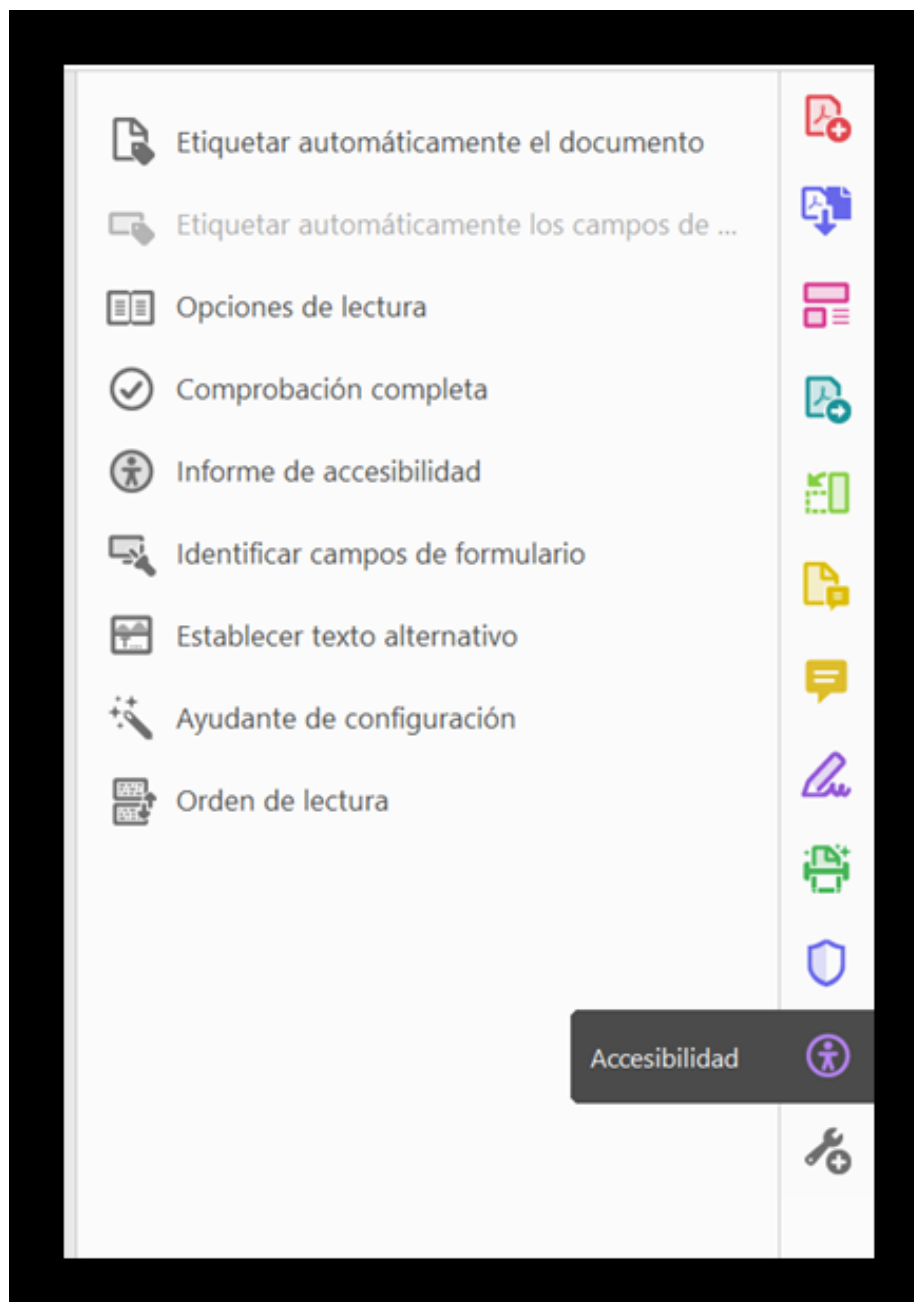 Etiquetar automáticamente el documento
Etiquetar automáticamente los campos de ...
Opciones de lectura
Comprobación completa
Informe de accesibilidad
Identificar campos de formulario
Establecer texto alternativo
Ayudante de configuración
Orden de lectura
Accesibilidad